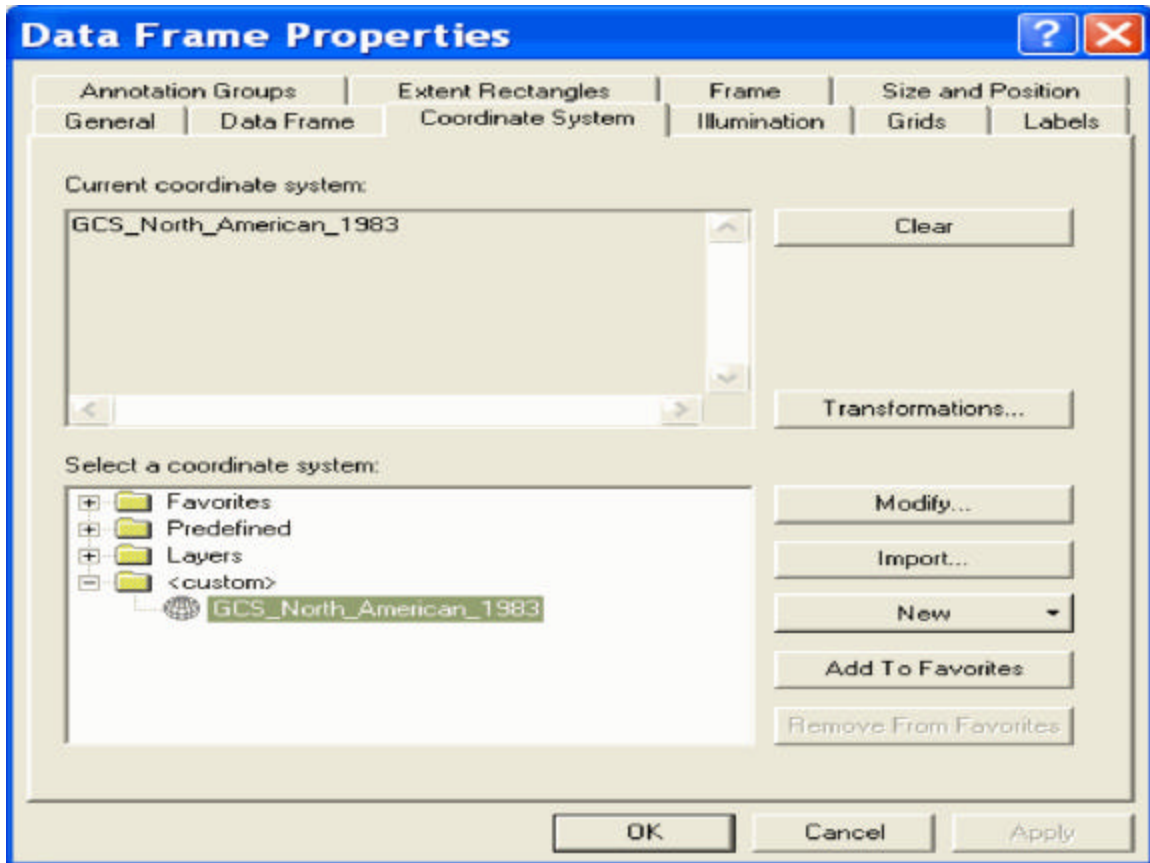 Data Frame Properties
Annotation Groups Extent Rectangles Frame Size and Position
General Data Frame Coordinate System Illumination Grids Labels
Current coordinate system:
GCS_North_American_1983
Clear
Transformations...
Select a coordinate system:
Favorites
Predefined
Layers
<custom>
GCS_North_American_1983
Modify...
Import...
New
Add To Favorites
Remove From Favorites
OK Cancel Apply